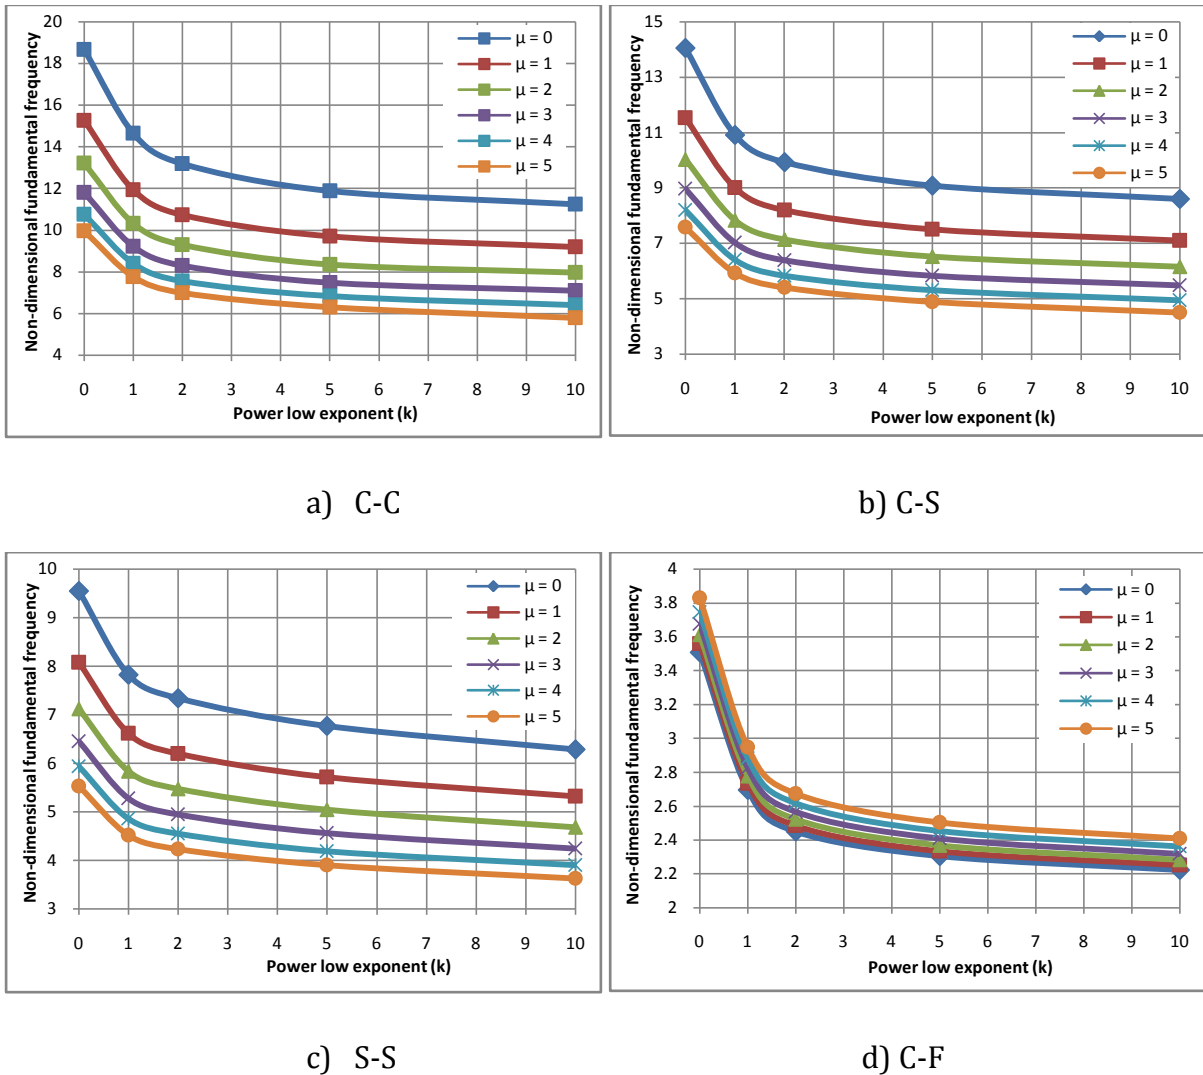 Non-dimensional fundamental frequency
20
18
16
14
12
10
8
6
4
0 1 2 3 4 5 6 7 8 9 10
Power low exponent (k)
μ = 0
μ = 1
μ = 2
μ = 3
μ = 4
μ = 5
a) C-C
Non-dimensional fundamental frequency
15
13
11
9
7
5
3
0 1 2 3 4 5 6 7 8 9 10
Power low exponent (k)
μ = 0
μ = 1
μ = 2
μ = 3
μ = 4
μ = 5
b) C-S
Non-dimensional fundamental frequency
10
9
8
7
6
5
4
3
0 1 2 3 4 5 6 7 8 9 10
Power low exponent (k)
μ = 0
μ = 1
μ = 2
μ = 3
μ = 4
μ = 5
c) S-S
Non-dimensional fundamental frequency
4
3.8
3.6
3.4
3.2
3
2.8
2.6
2.4
2.2
2
0 1 2 3 4 5 6 7 8 9 10
Power low exponent (k)
μ = 0
μ = 1
μ = 2
μ = 3
μ = 4
μ = 5
d) C-F